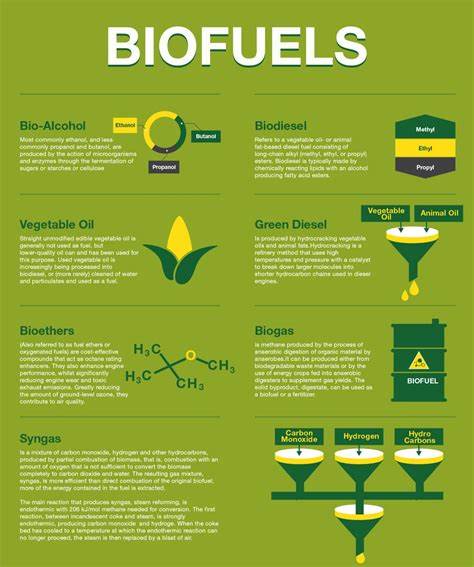 BIOFUELS
Bio-Alcohol
Most commonly ethanol, and less
commonly propanol and butanol, are
produced by the action of microorganisms
and enzymes through the fermentation of
sugars or starches or cellulose
Ethanol
Butanol
Propanol
Biodiesel
Refers to a vegetable oil- or animal
fat-based diesel fuel consisting of
long-chain alkyl (methyl, ethyl, or propyl)
esters. Biodiesel is typically made by
chemically reacting lipids with an alcohol
producing fatty acid esters.
Methyl
Ethyl
Propyl
Vegetable Oil
Straight unmodified edible vegetable oil is
generally not used as fuel, but
lower-quality oil can and has been used for
this purpose. Used vegetable oil is
increasingly being processed into
biodiesel, or (more rarely) cleaned of water
and particulates and used as a fuel.
Green Diesel
Is produced by hydrocracking vegetable
oils and animal fats.Hydrocracking is a
refinery method that uses high
temperatures and pressure with a catalyst
to break down larger molecules into
shorter hydrocarbon chains used in diesel
engines.
Vegetable
Oil
Animal Oil
Bioethers
(Also referred to as fuel ethers or
oxygenated fuels) are cost-effective
compounds that act as octane rating
enhancers. They also enhance engine
performance, whilst significantly
reducing engine wear and toxic
exhaust emissions. Greatly reducing
the amount of ground-level ozone, they
contribute to air quality.
H₃C
O
CH₃
H₃C
CH₃
Biogas
Is methane produced by the process of
anaerobic digestion of organic material by
anaerobes.it can be produced either from
biodegradable waste materials or by the
use of energy crops fed into anaerobic
digesters to supplement gas yields. The
solid byproduct, digestate, can be used as
a biofuel or a fertilizer.
BIOFUEL
Syngas
Is a mixture of carbon monoxide, hydrogen and other hydrocarbons,
produced by partial combustion of biomass, that is, combustion with an
amount of oxygen that is not sufficient to convert the biomass
completely to carbon dioxide and water. The resulting gas mixture,
syngas, is more efficient than direct combustion of the original biofuel;
more of the energy contained in the fuel is extracted.
The main reaction that produces syngas, steam reforming, is
endothermic with 206 kJ/mol methane needed for conversion. The first
reaction, between incandescent coke and steam, is strongly
endothermic, producing carbon monoxide and hydroge. When the coke
bed has cooled to a temperature at which the endothermic reaction can
no longer proceed, the steam is then replaced by a blast of air.
Carbon
Monoxide
Hydrogen
Hydro
Carbons